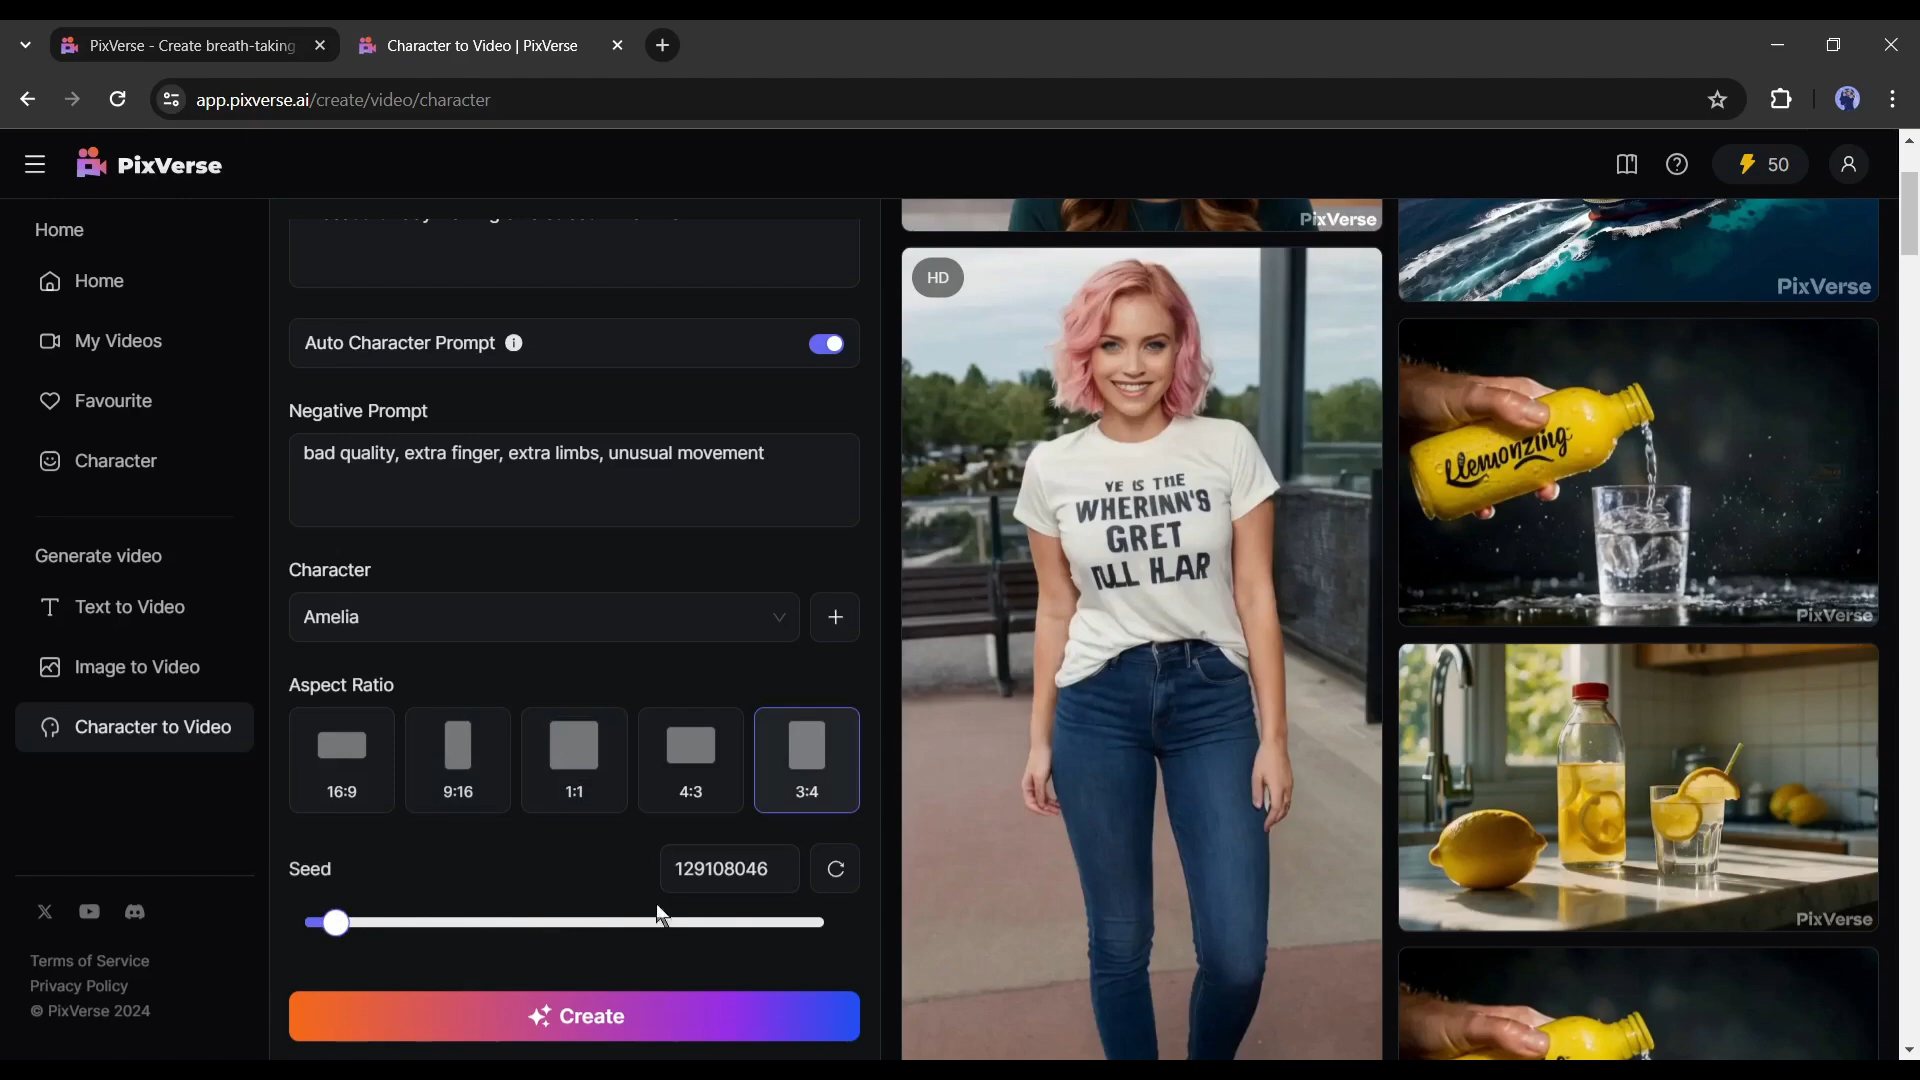 PixVerse - Create breath-taking
Character to Video | PixVerse
app.pixverse.ai/create/video/character
PixVerse
50
Home
Home
My Videos
Favourite
Character
Generate video
Text to Video
Image to Video
Character to Video
Terms of Service
Privacy Policy
© PixVerse 2024
Auto Character Prompt
Negative Prompt
bad quality, extra finger, extra limbs, unusual movement
Character
Amelia
Aspect Ratio
16:9
9:16
1:1
4:3
3:4
Seed
129108046
Create
PixVerse
HD
YE IS THE
WHERINN'S
GRET
PixVerse
PixVerse
PixVerse